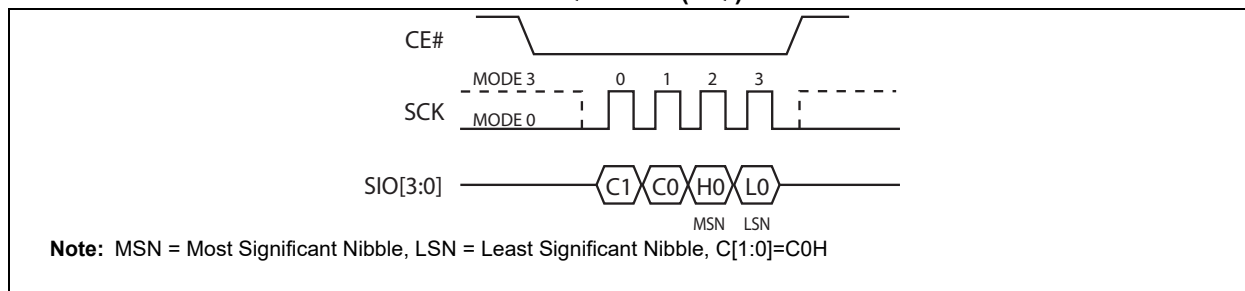 CE#
MODE 3 0 1 2 3
SCK
MODE 0
SIO[3:0] C1 C0 H0 L0
MSN LSN
Note: MSN = Most Significant Nibble, LSN = Least Significant Nibble, C[1:0]=C0H